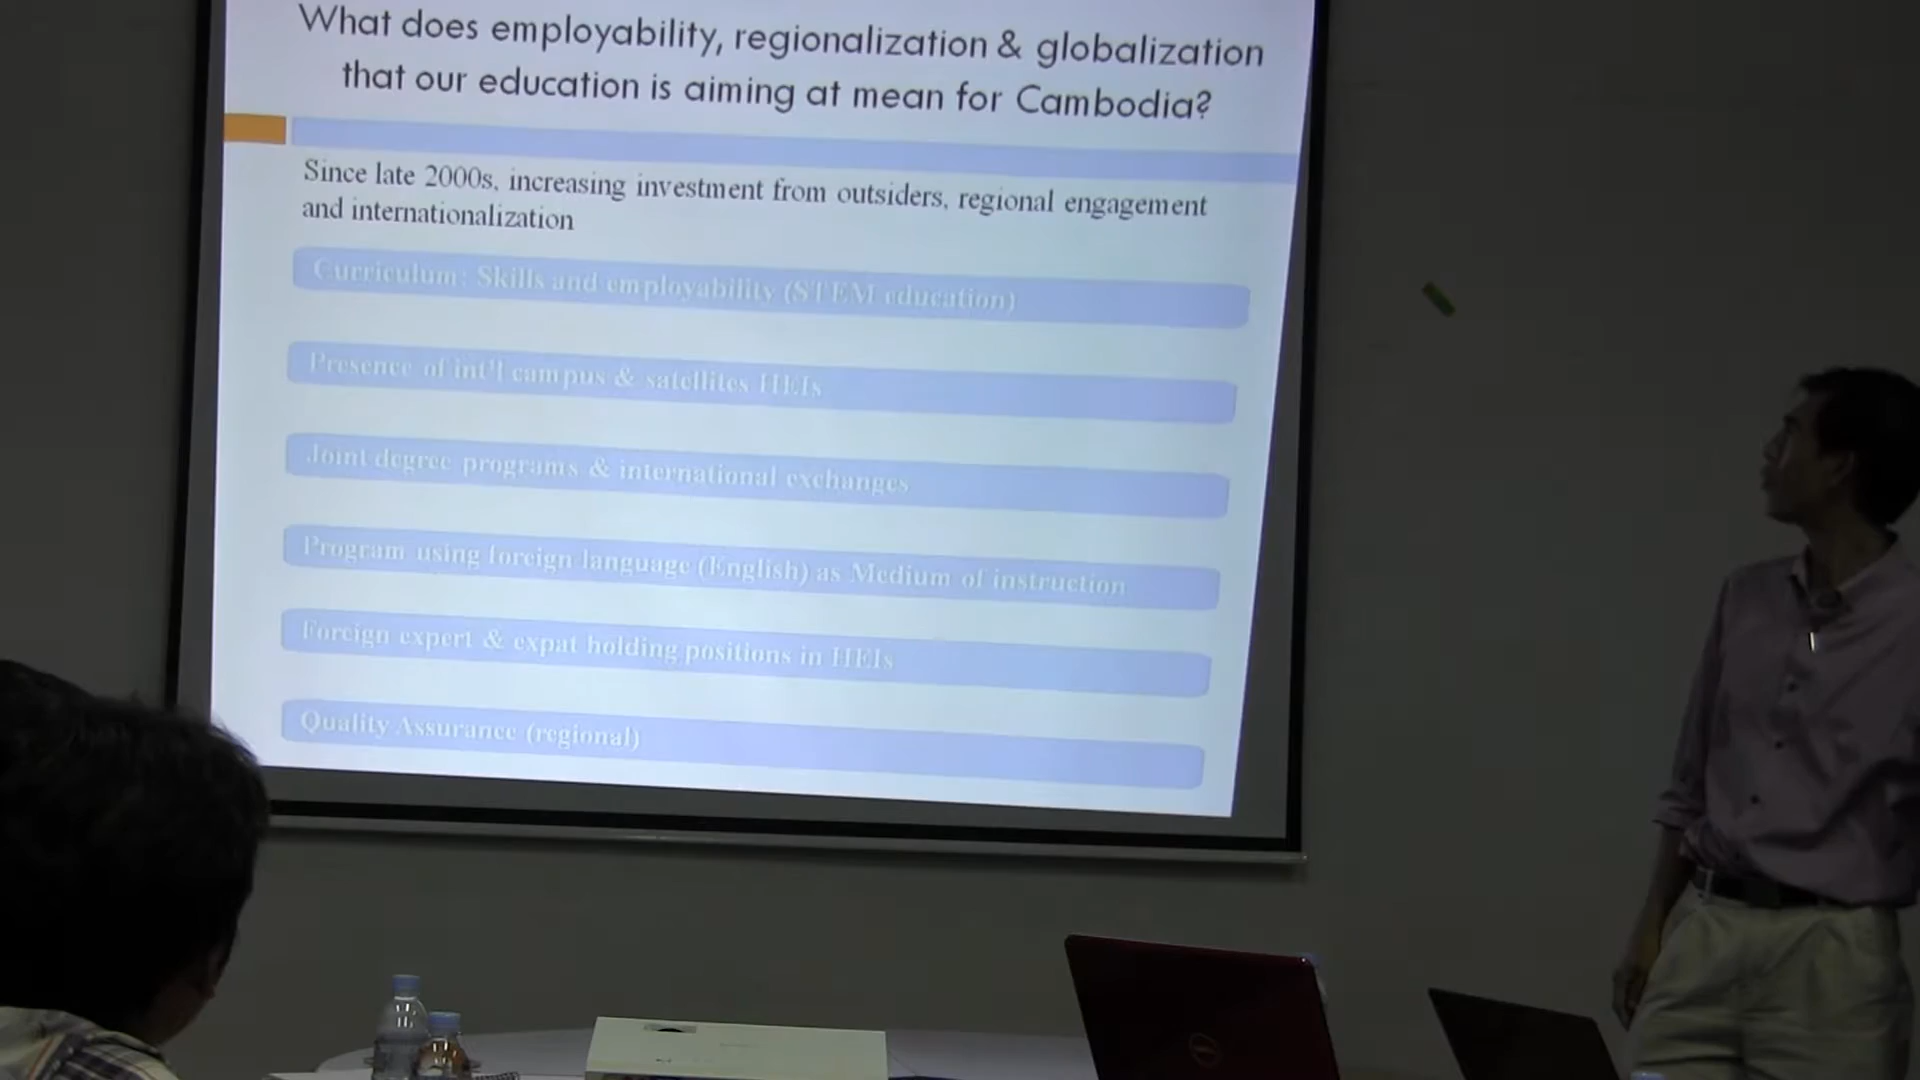 What does employability, regionalization & globalization
that our education is aiming at mean for Cambodia?
Since late 2000s, increasing investment from outsiders, regional engagement
and internationalization
Curriculum: Skills and employability (STEM education)
Presence of int'l campus & satellites HEIs
Joint degree programs & international exchanges
Program using foreign language (English) as Medium of instruction
Foreign expert & expat holding positions in HEIs
Quality Assurance (regional)